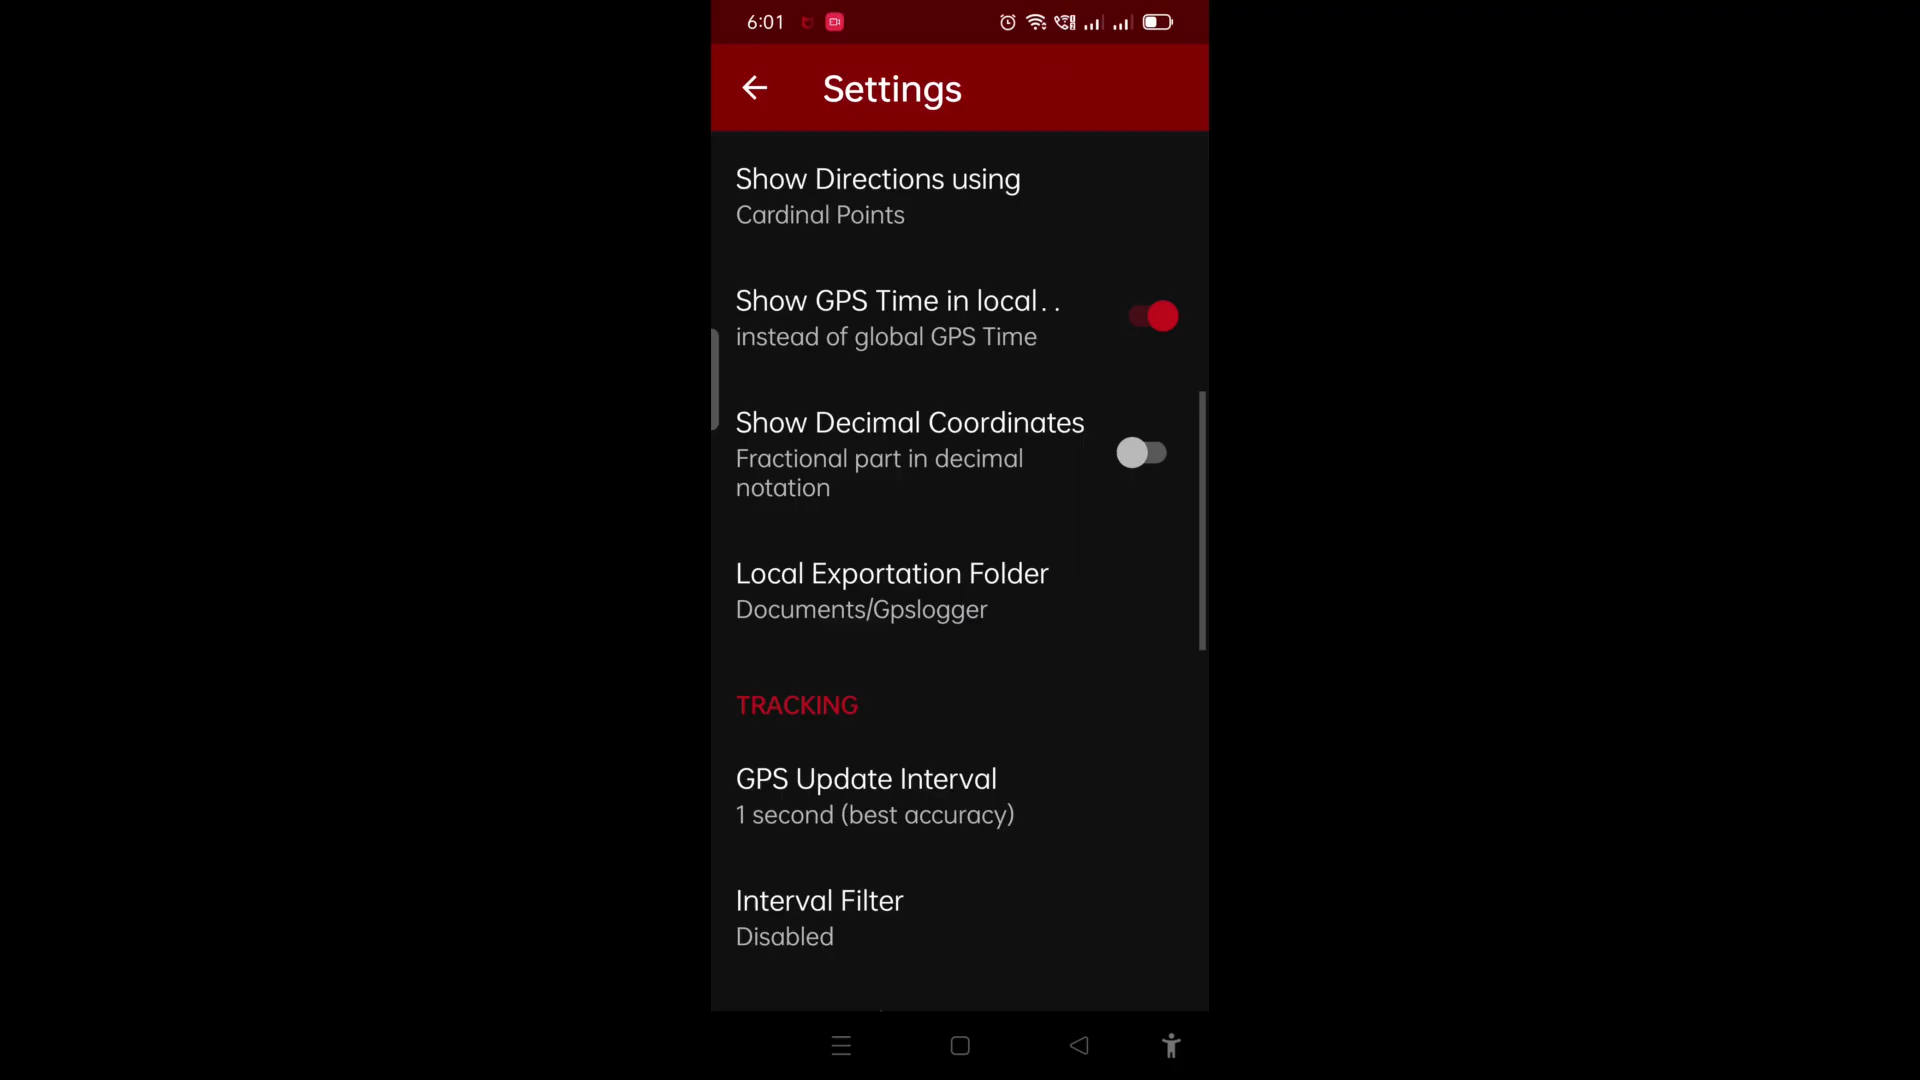 6:01
Settings
Show Directions using
Cardinal Points
Show GPS Time in local..
instead of global GPS Time
Show Decimal Coordinates
Fractional part in decimal
notation
Local Exportation Folder
Documents/Gpslogger
TRACKING
GPS Update Interval
1 second (best accuracy)
Interval Filter
Disabled